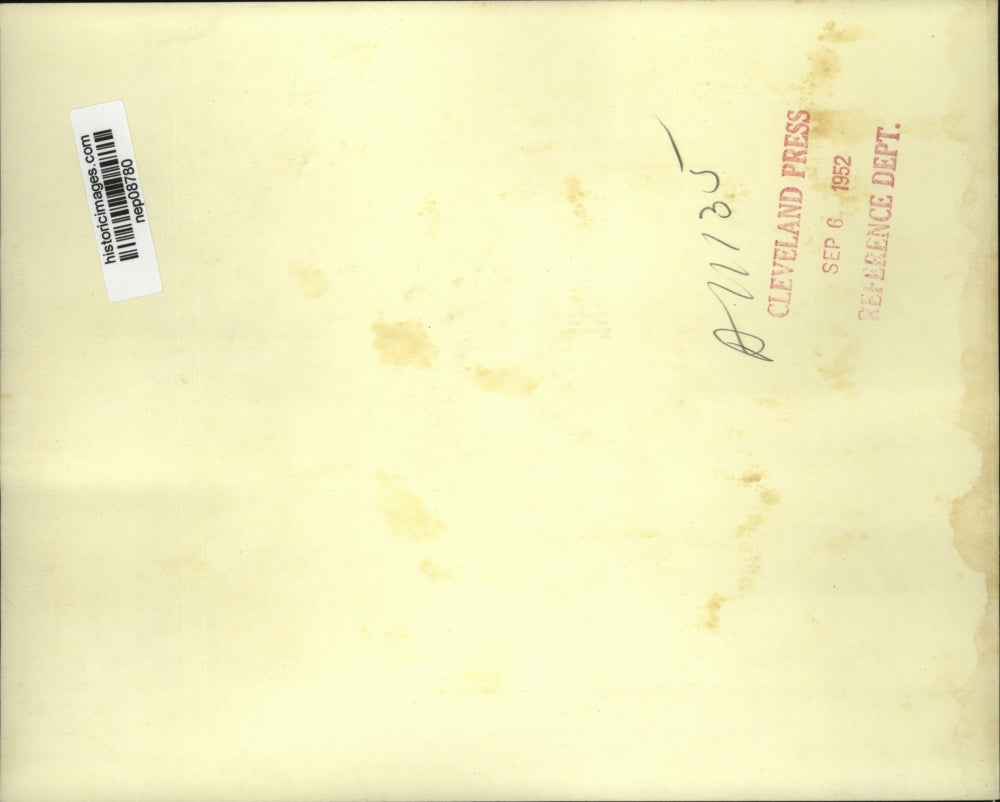 historicimages.com
nep08780
CLEVELAND PRESS
SEP 6 1952
REFERENCE DEPT.